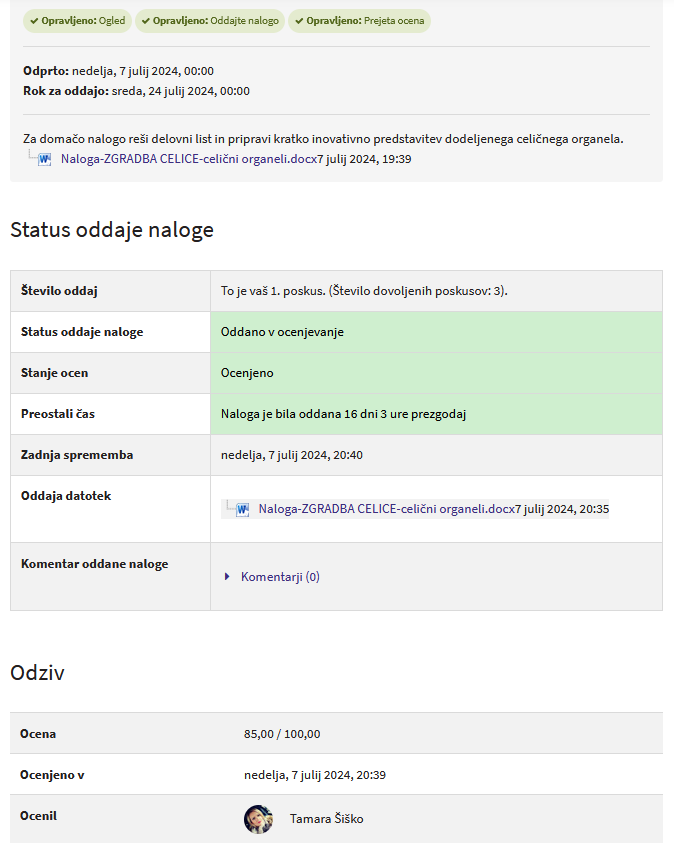 Opravljeno: Ogled Opravljeno: Oddajte nalogo Opravljeno: Prejeta ocena
Odprto: nedelja, 7 julij 2024, 00:00
Rok za oddajo: sreda, 24 julij 2024, 00:00
Za domačo nalogo reši delovni list in pripravi kratko inovativno predstavitev dodeljenega celičnega organela.
Naloga-ZGRADBA CELICE-celični organeli.docx7 julij 2024, 19:39
Status oddaje naloge
Število oddaj To je vaš 1. poskus. (Število dovoljenih poskusov: 3).
Status oddaje naloge Oddano v ocenjevanje
Stanje ocen Ocenjeno
Preostali čas Naloga je bila oddana 16 dni 3 ure prezgodaj
Zadnja sprememba nedelja, 7 julij 2024, 20:40
Oddaja datotek Naloga-ZGRADBA CELICE-celični organeli.docx7 julij 2024, 20:35
Komentar oddane naloge Komentarji (0)
Odziv
Ocena 85,00 / 100,00
Ocenjeno v nedelja, 7 julij 2024, 20:39
Ocenil Tamara Šiško